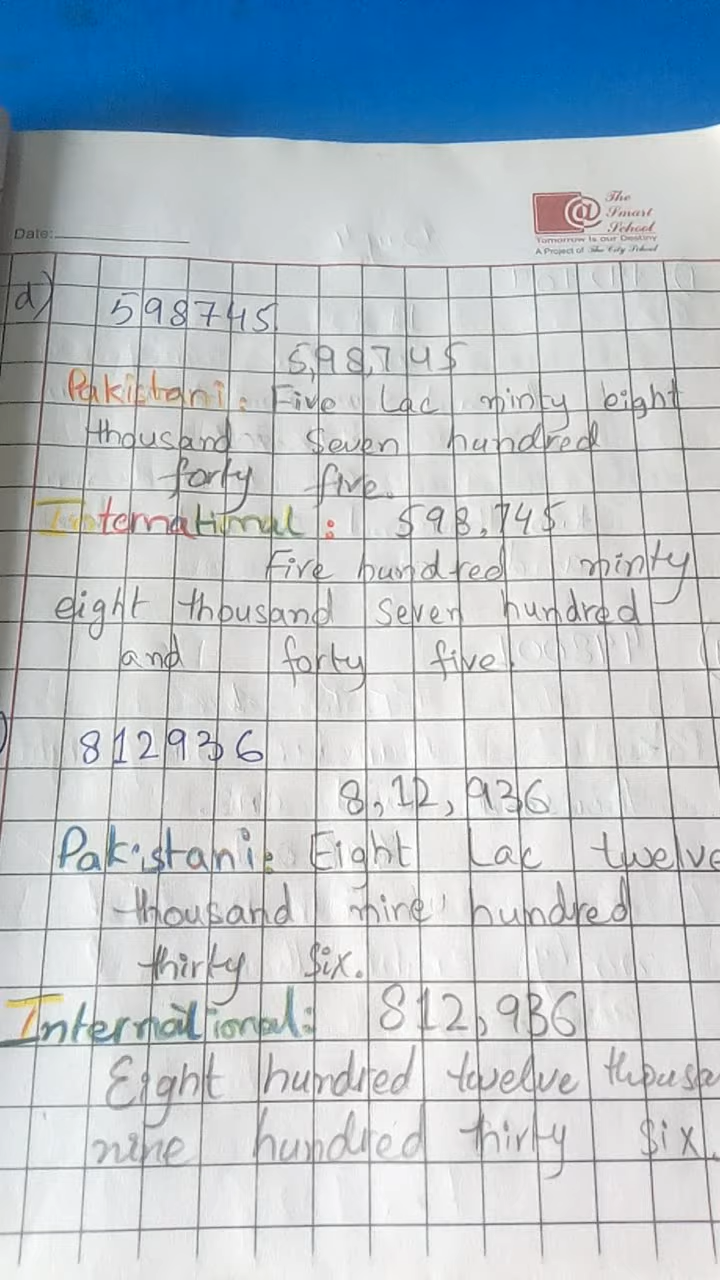 The
Smart
School
Tomorrow Is our Destiny
A Project of The City School
Date:
d) 598745
5,98,745
Pakistani: Five Lac ninty eight
thousand Seven hundred
forty five.
International: 598,745
Five hundred ninty
eight thousand seven hundred
and forty five.
812936
8,12,936
Pakistani: Eight Lac twelve
thousand nine hundred
thirty six.
International: 812,936
Eight hundred twelve thousa
nine hundred thirty six.